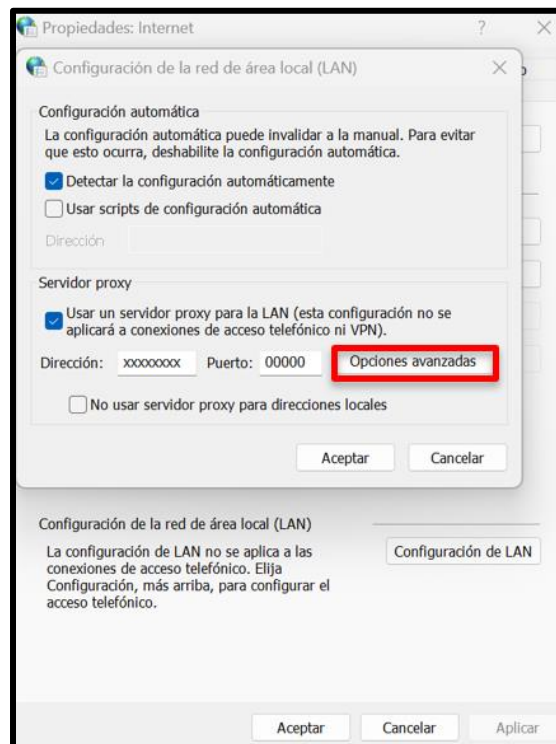 Propiedades: Internet
Configuración de la red de área local (LAN)
Configuración automática
La configuración automática puede invalidar a la manual. Para evitar
que esto ocurra, deshabilite la configuración automática.
Detectar la configuración automáticamente
Usar scripts de configuración automática
Dirección
Servidor proxy
Usar un servidor proxy para la LAN (esta configuración no se
aplicará a conexiones de acceso telefónico ni VPN).
Dirección: xxxxxxxx Puerto: 00000 Opciones avanzadas
No usar servidor proxy para direcciones locales
Aceptar Cancelar
Configuración de la red de área local (LAN)
La configuración de LAN no se aplica a las
conexiones de acceso telefónico. Elija
Configuración, más arriba, para configurar el
acceso telefónico.
Configuración de LAN
Aceptar Cancelar Aplicar